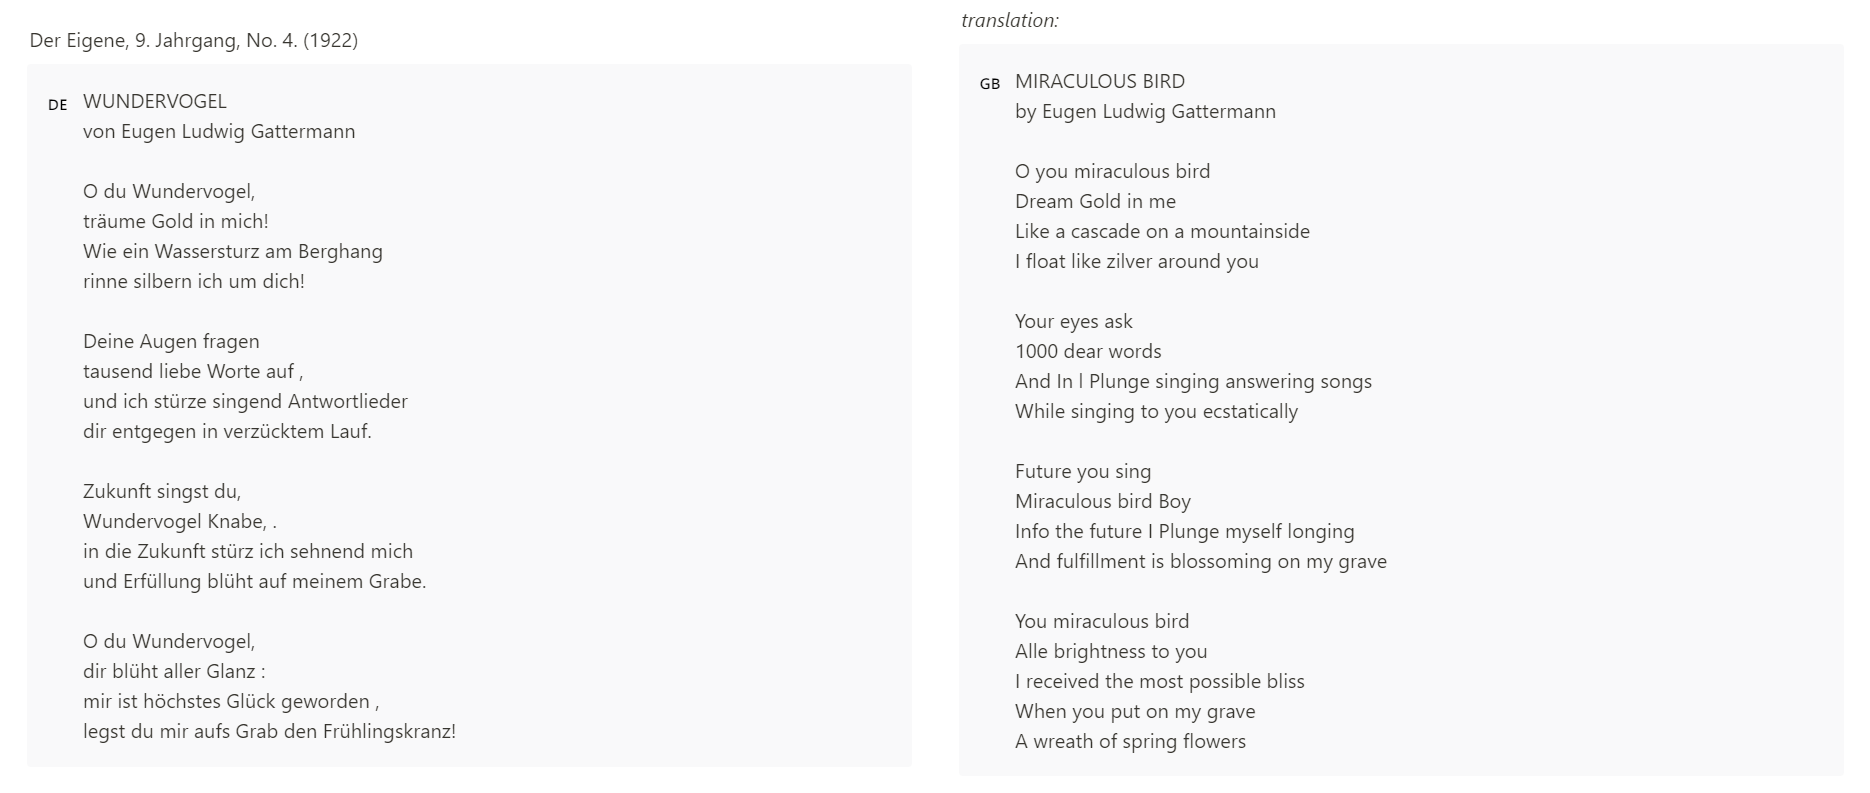 Der Eigene, 9. Jahrgang, No. 4. (1922)
DE WUNDERVOGEL
von Eugen Ludwig Gattermann
O du Wundervogel,
träume Gold in mich!
Wie ein Wassersturz am Berghang
rinne silbern ich um dich!
Deine Augen fragen
tausend liebe Worte auf ,
und ich stürze singend Antwortlieder
dir entgegen in verzücktem Lauf.
Zukunft singst du,
Wundervogel Knabe, .
in die Zukunft stürz ich sehnend mich
und Erfüllung blüht auf meinem Grabe.
O du Wundervogel,
dir blüht aller Glanz :
mir ist höchstes Glück geworden ,
legst du mir aufs Grab den Frühlingskranz!
translation:
GB MIRACULOUS BIRD
by Eugen Ludwig Gattermann
O you miraculous bird
Dream Gold in me
Like a cascade on a mountainside
I float like zilver around you
Your eyes ask
1000 dear words
And In l Plunge singing answering songs
While singing to you ecstatically
Future you sing
Miraculous bird Boy
Info the future I Plunge myself longing
And fulfillment is blossoming on my grave
You miraculous bird
Alle brightness to you
I received the most possible bliss
When you put on my grave
A wreath of spring flowers